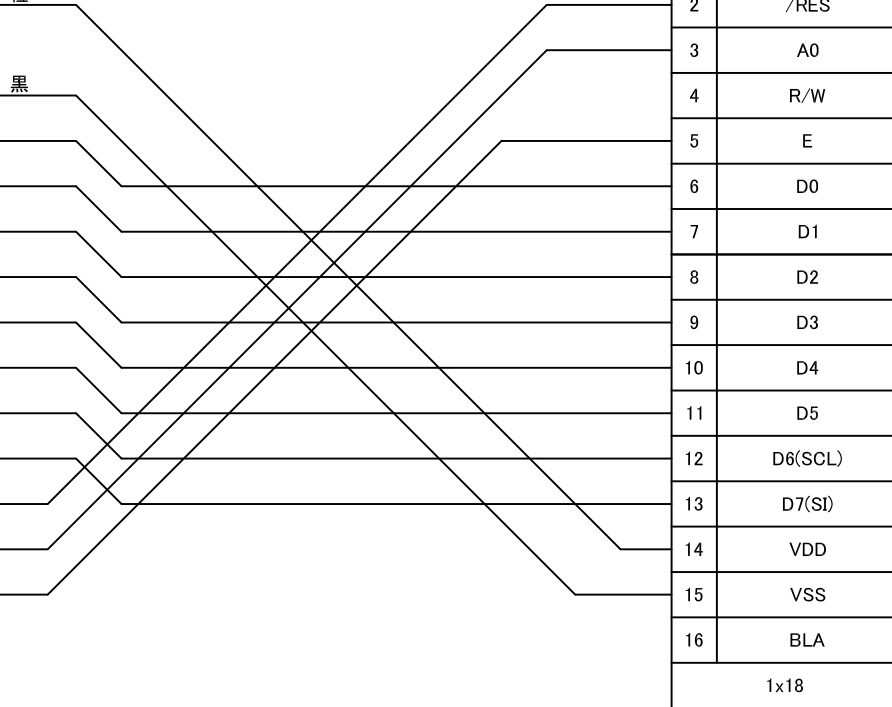 2 /RES
3 A0
黒
4 R/W
5 E
6 D0
7 D1
8 D2
9 D3
10 D4
11 D5
12 D6(SCL)
13 D7(SI)
14 VDD
15 VSS
16 BLA
1x18